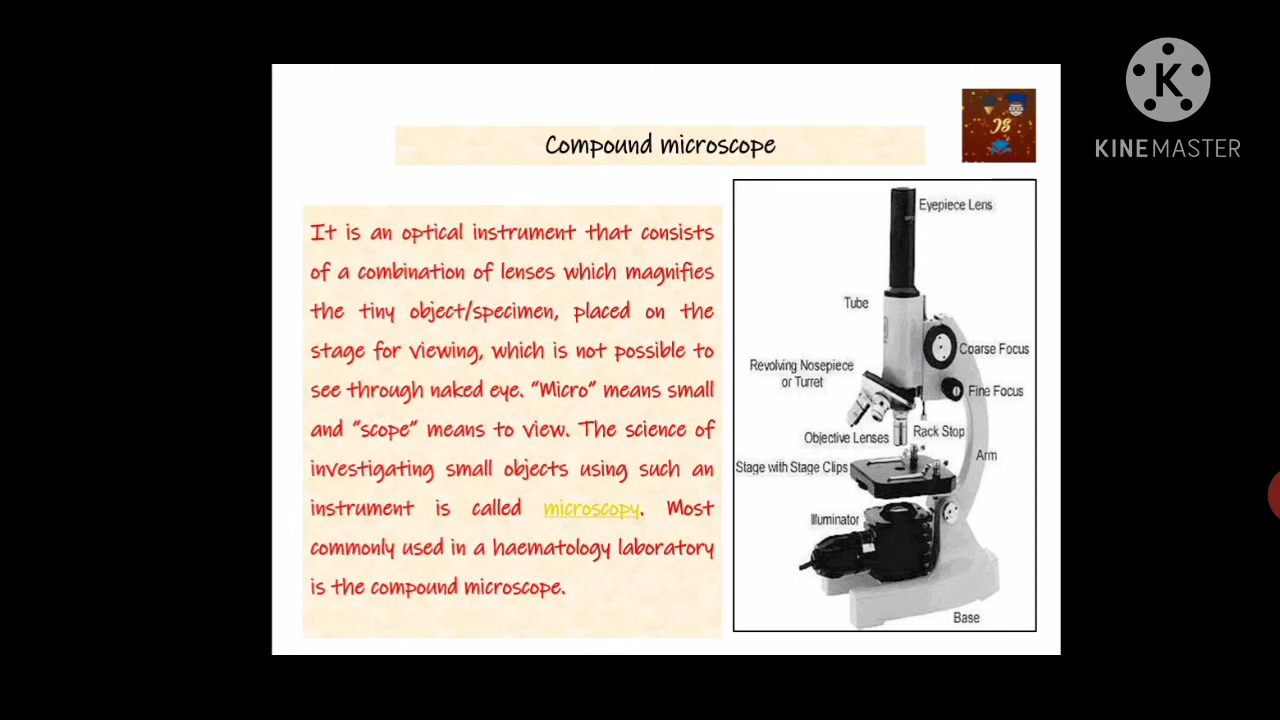 K
KINEMASTER
JS
Compound microscope
It is an optical instrument that consists
of a combination of lenses which magnifies
the tiny object/specimen, placed on the
stage for viewing, which is not possible to
see through naked eye. "Micro" means small
and "scope" means to view. The science of
investigating small objects using such an
instrument is called microscopy. Most
commonly used in a haematology laboratory
is the compound microscope.
Eyepiece Lens
Tube
Coarse Focus
Revolving Nosepiece
or Turret
Fine Focus
Objective Lenses
Rack Stop
Arm
Stage with Stage Clips
Illuminator
Base